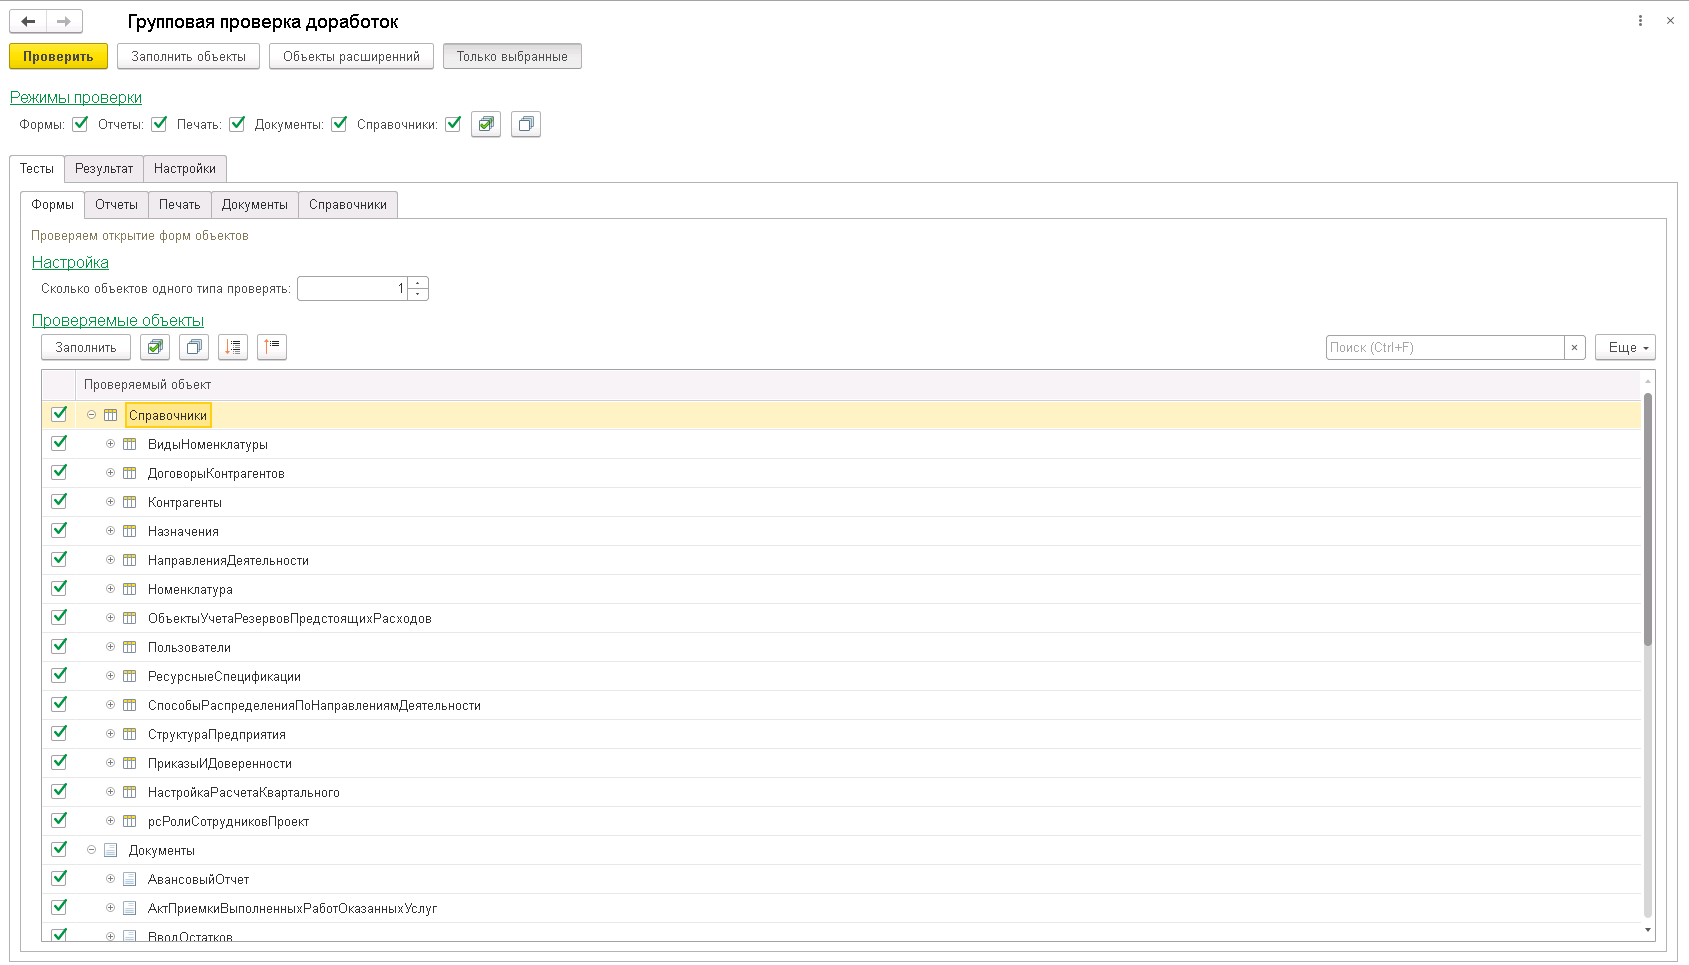 Групповая проверка доработок
Проверить Заполнить объекты Объекты расширений Только выбранные
Режимы проверки
Формы: Отчеты: Печать: Документы: Справочники:
Тесты Результат Настройки
Формы Отчеты Печать Документы Справочники
Проверяем открытие форм объектов
Настройка
Сколько объектов одного типа проверять: 1
Проверяемые объекты
Заполнить Поиск (Ctrl+F) × Еще
Проверяемый объект
Справочники
ВидыНоменклатуры
ДоговорыКонтрагентов
Контрагенты
Назначения
НаправленияДеятельности
Номенклатура
ОбъектыУчетаРезервовПредстоящихРасходов
Пользователи
РесурсныеСпецификации
СпособыРаспределенияПоНаправлениямДеятельности
СтруктураПредприятия
ПриказыИДоверенности
НастройкаРасчетаКвартального
рсРолиСотрудниковПроект
Документы
АвансовыйОтчет
АктПриемкиВыполненныхРаботОказанныхУслуг
ВводОстатков